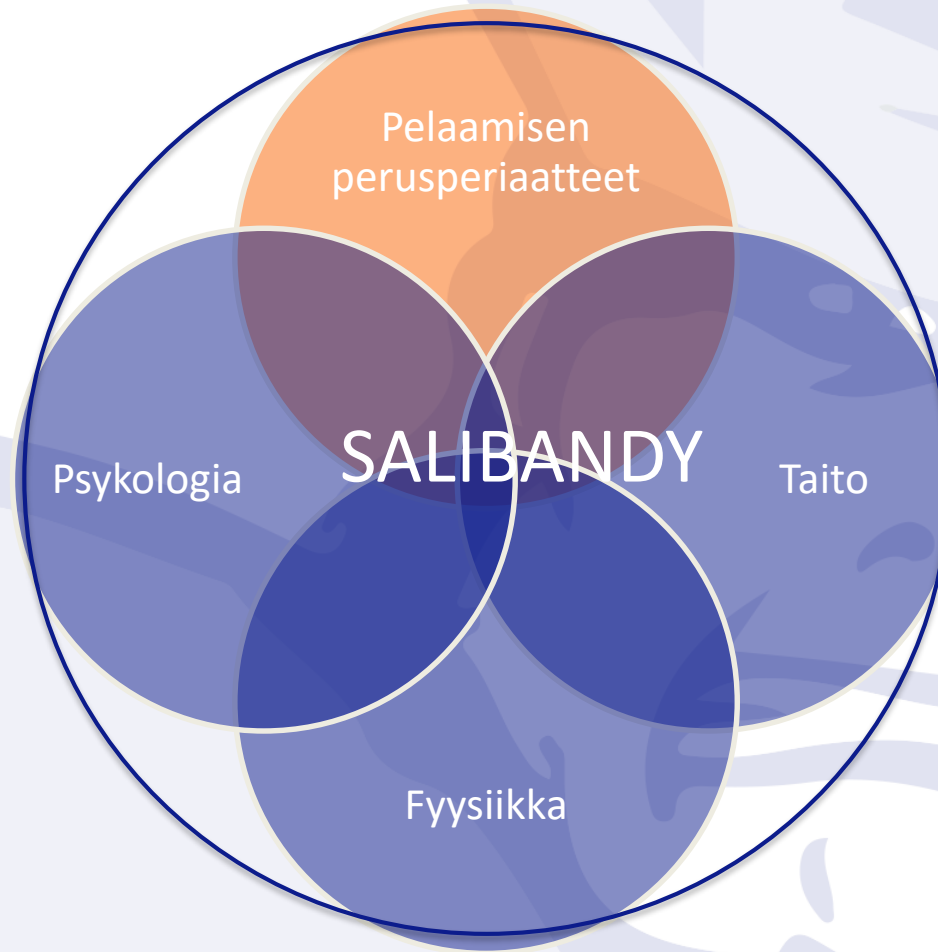 Pelaamisen
perusperiaatteet
Psykologia
SALIBANDY
Taito
Fyysiikka